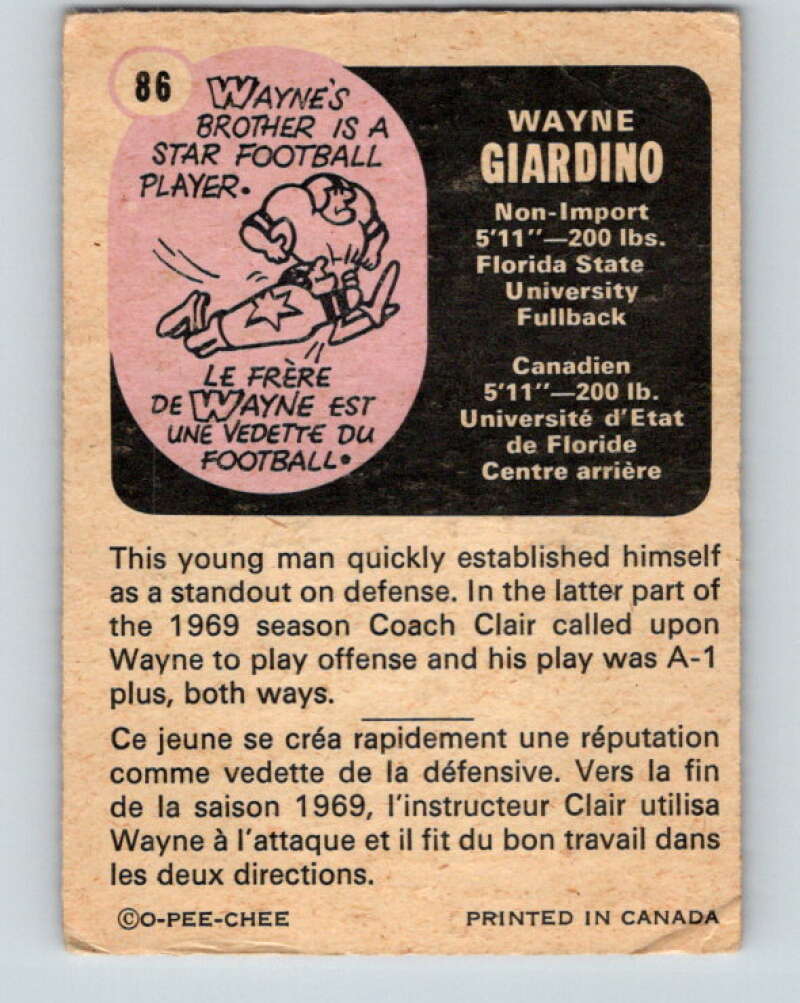 86
WAYNE'S
BROTHER IS A
STAR FOOTBALL
PLAYER.
LE FRÈRE
DE WAYNE EST
UNE VEDETTE DU
FOOTBALL.
WAYNE
GIARDINO
Non-Import
5'11"—200 lbs.
Florida State
University
Fullback
Canadien
5'11"—200 lb.
Université d'Etat
de Floride
Centre arrière
This young man quickly established himself
as a standout on defense. In the latter part of
the 1969 season Coach Clair called upon
Wayne to play offense and his play was A-1
plus, both ways.
Ce jeune se créa rapidement une réputation
comme vedette de la défensive. Vers la fin
de la saison 1969, l'instructeur Clair utilisa
Wayne à l'attaque et il fit du bon travail dans
les deux directions.
©O-PEE-CHEE
PRINTED IN CANADA